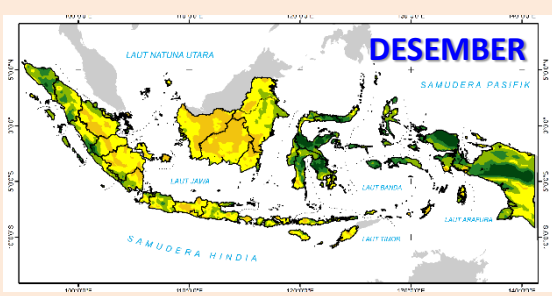 DESEMBER
LAUT NATUNA UTARA
SAMUDERA PASIFIK
LAUT JAWA
LAUT BANDA
LAUT ARAFURA
LAUT TIMOR
SAMUDERA HINDIA